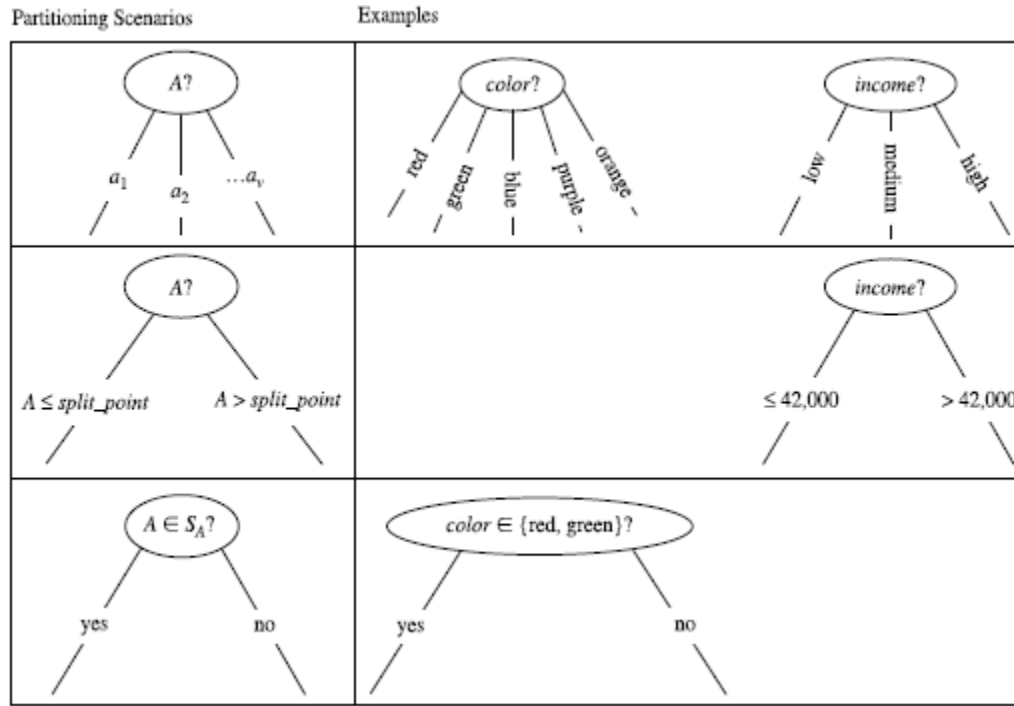 Partitioning Scenarios
Examples
A?
a1
a2
...av
color?
red
green
blue
purple
orange
income?
low
medium
high
A?
A ≤ split_point
A > split_point
income?
≤ 42,000
> 42,000
A ∈ SA?
yes
no
color ∈ {red, green}?
yes
no